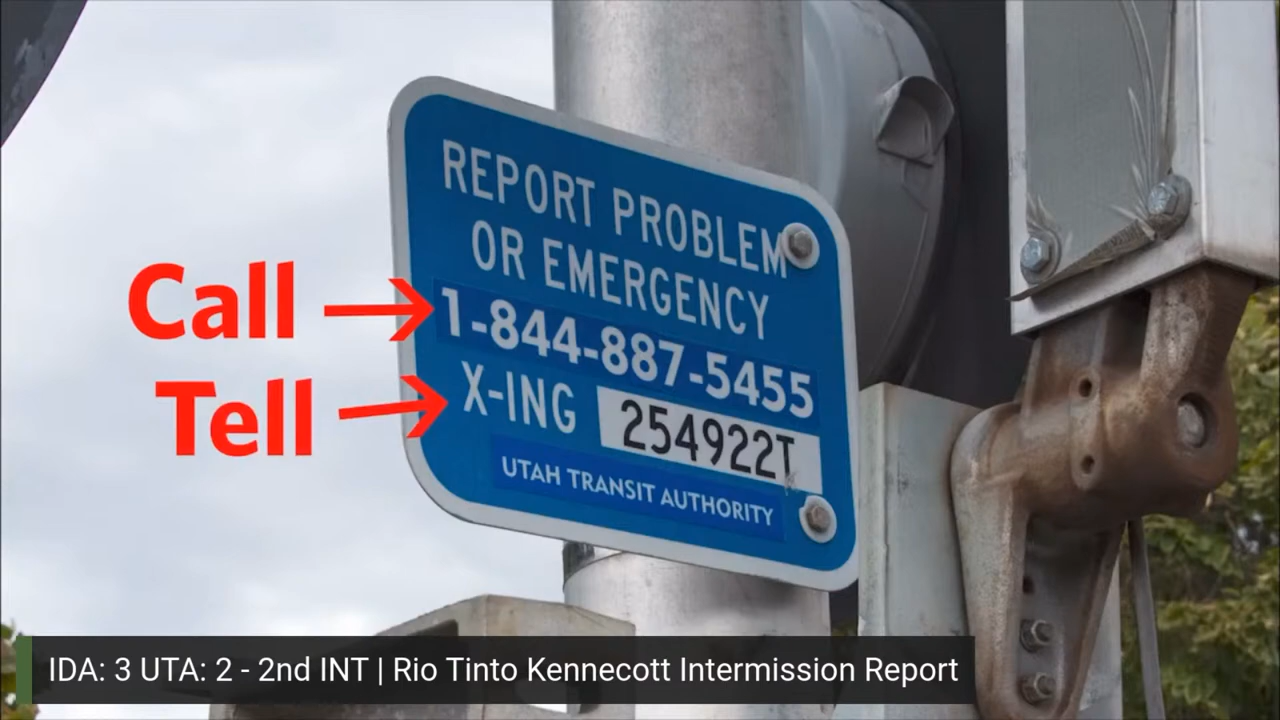 REPORT PROBLEM
OR EMERGENCY
Call
1-844-887-5455
Tell
X-ING 254922T
UTAH TRANSIT AUTHORITY
IDA: 3 UTA: 2 - 2nd INT | Rio Tinto Kennecott Intermission Report